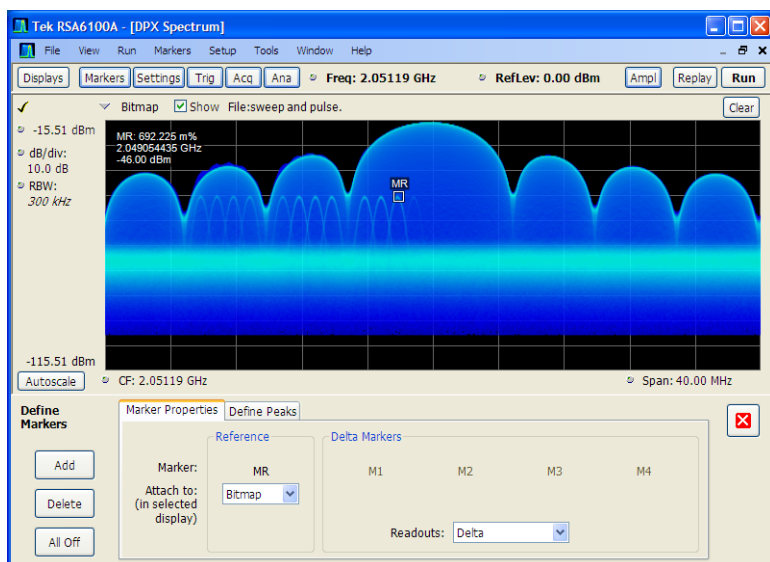 Tek RSA6100A - [DPX Spectrum]
File View Run Markers Setup Tools Window Help
Displays Markers Settings Trig Acq Ana Freq: 2.05119 GHz RefLev: 0.00 dBm Ampl Replay Run
Bitmap Show File:sweep and pulse. Clear
-15.51 dBm
dB/div:
10.0 dB
RBW:
300 kHz
MR: 692.225 m%
2.049054435 GHz
-46.00 dBm
MR
-115.51 dBm
Autoscale CF: 2.05119 GHz Span: 40.00 MHz
Define
Markers
Add
Delete
All Off
Marker Properties Define Peaks
Reference Delta Markers
Marker: MR M1 M2 M3 M4
Attach to:
(in selected
display)
Bitmap
Readouts: Delta